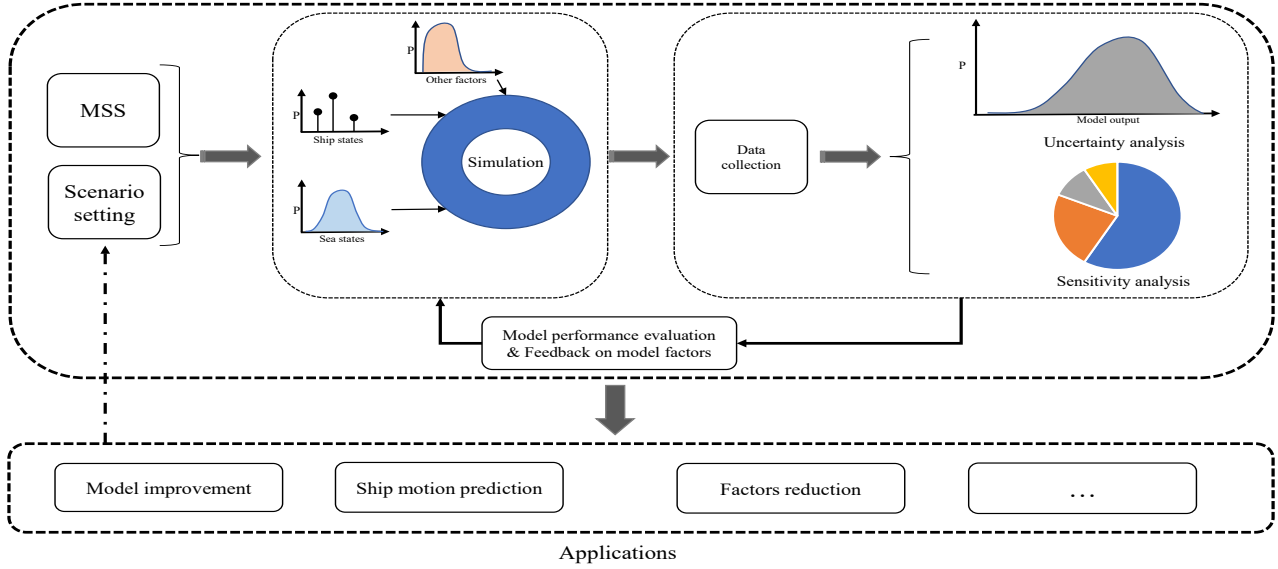 MSS
Scenario
setting
P
Other factors
P
Ship states
P
Sea states
Simulation
Data
collection
P
Model output
Uncertainty analysis
Sensitivity analysis
Model performance evaluation
& Feedback on model factors
Model improvement
Ship motion prediction
Factors reduction
...
Applications